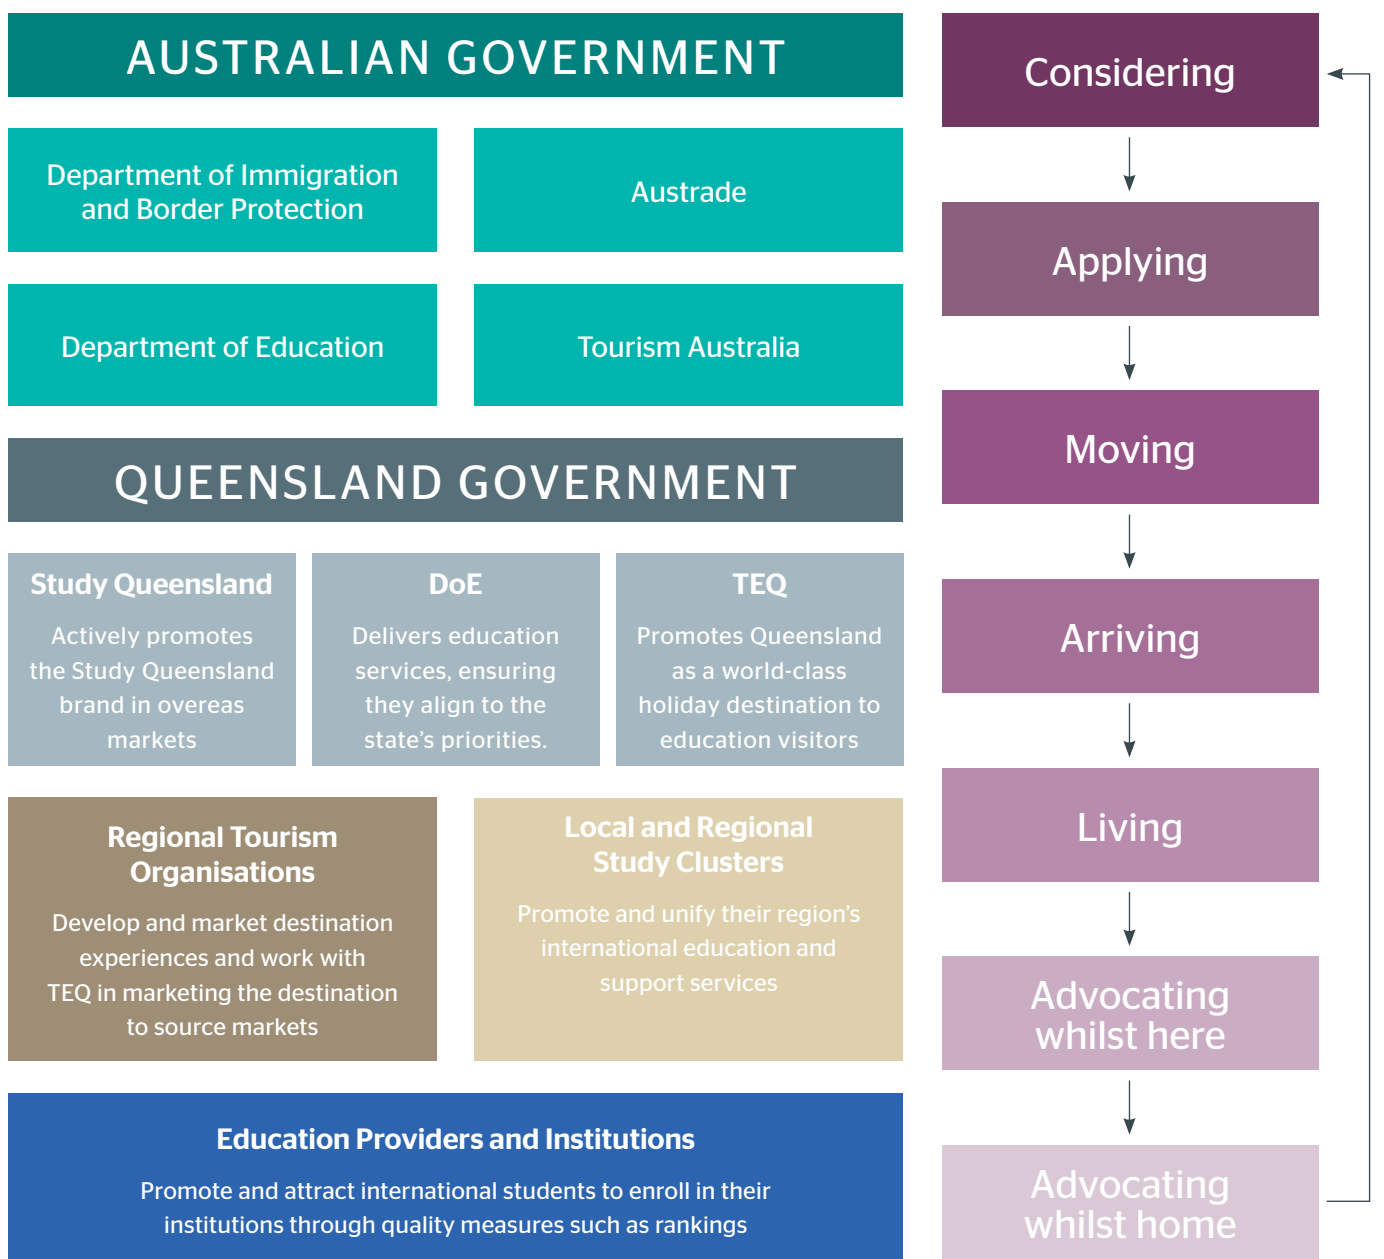 AUSTRALIAN GOVERNMENT
Department of Immigration
and Border Protection
Austrade
Department of Education
Tourism Australia
QUEENSLAND GOVERNMENT
Study Queensland
Actively promotes
the Study Queensland
brand in overeas
markets
DoE
Delivers education
services, ensuring
they align to the
state's priorities.
TEQ
Promotes Queensland
as a world-class
holiday destination to
education visitors
Regional Tourism
Organisations
Develop and market destination
experiences and work with
TEQ in marketing the destination
to source markets
Local and Regional
Study Clusters
Promote and unify their region's
international education and
support services
Education Providers and Institutions
Promote and attract international students to enroll in their
institutions through quality measures such as rankings
Considering
Applying
Moving
Arriving
Living
Advocating
whilst here
Advocating
whilst home